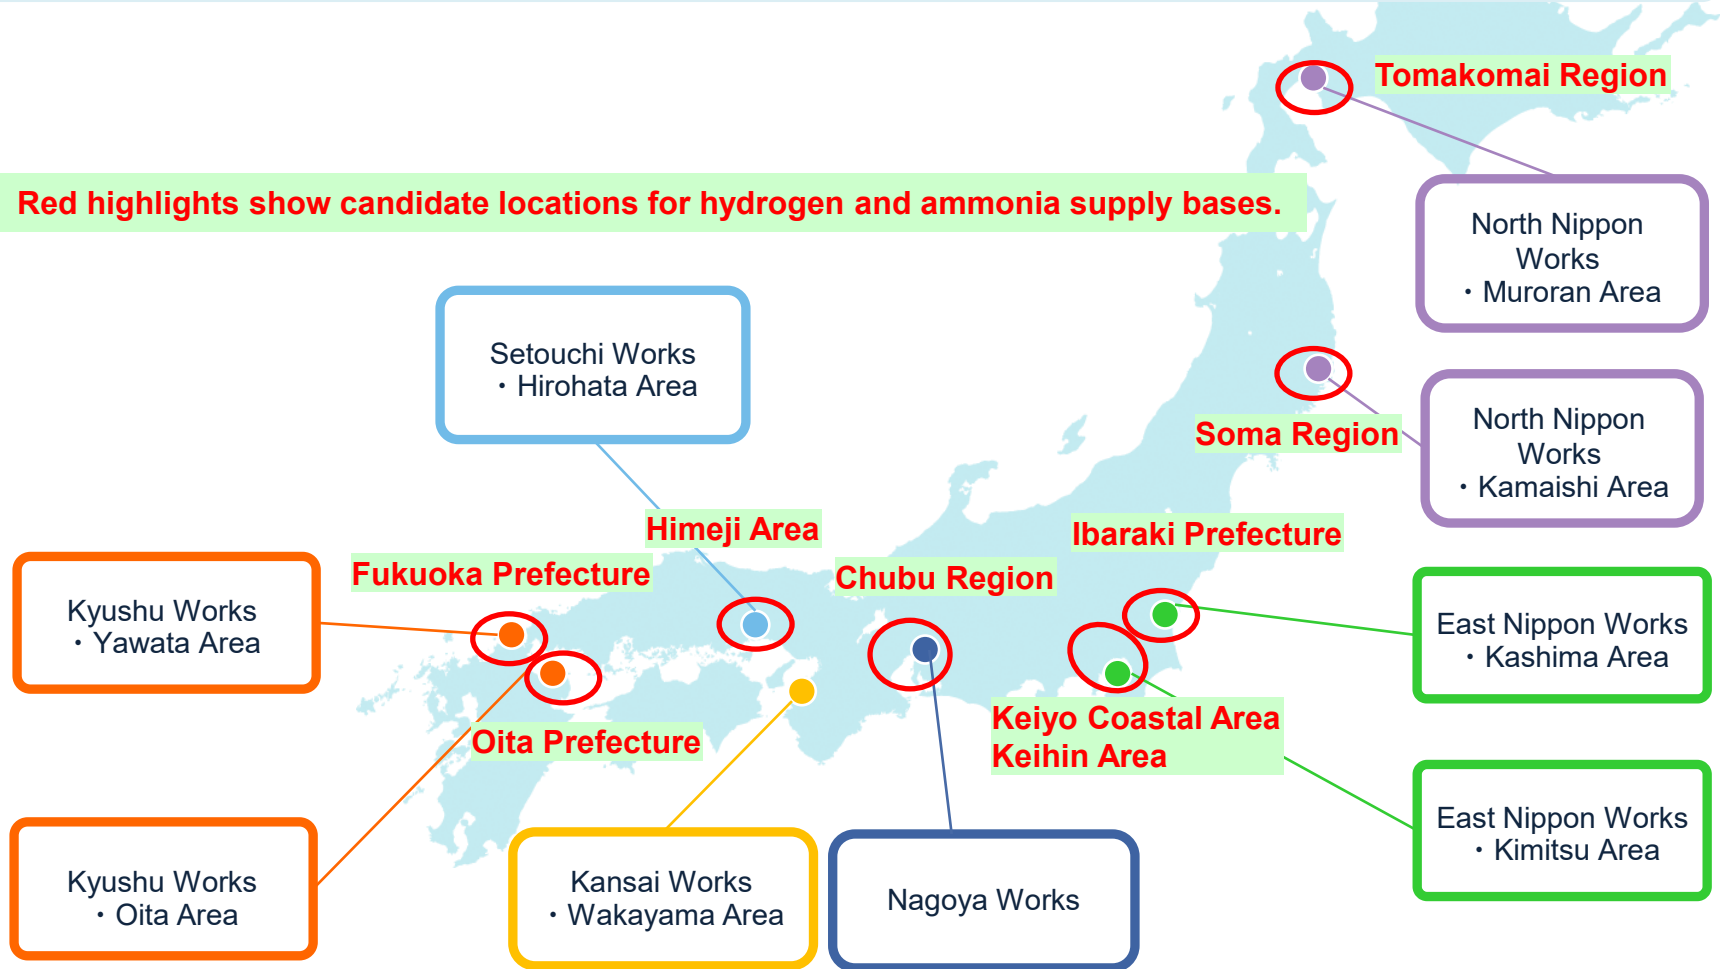 Tomakomai Region
Red highlights show candidate locations for hydrogen and ammonia supply bases.
North Nippon
Works
・Muroran Area
Setouchi Works
・Hirohata Area
Soma Region
North Nippon
Works
・Kamaishi Area
Himeji Area
Ibaraki Prefecture
Fukuoka Prefecture
Chubu Region
Kyushu Works
・Yawata Area
East Nippon Works
・Kashima Area
Keiyo Coastal Area
Keihin Area
Oita Prefecture
East Nippon Works
・Kimitsu Area
Kyushu Works
・Oita Area
Kansai Works
・Wakayama Area
Nagoya Works